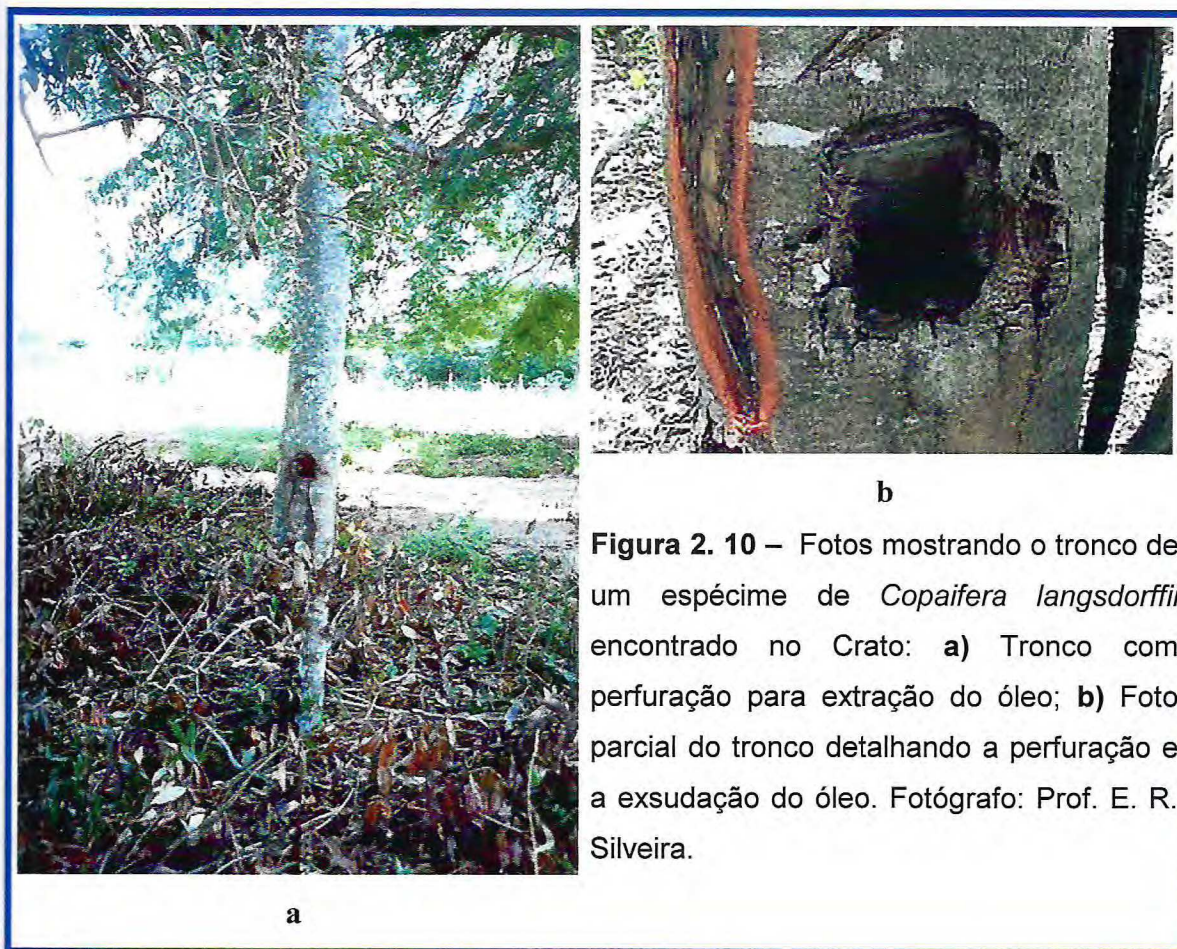 b
Figura 2. 10 – Fotos mostrando o tronco de
um espécime de Copaifera langsdorffii
encontrado no Crato: a) Tronco com
perfuração para extração do óleo; b) Foto
parcial do tronco detalhando a perfuração e
a exsudação do óleo. Fotógrafo: Prof. E. R.
Silveira.
a